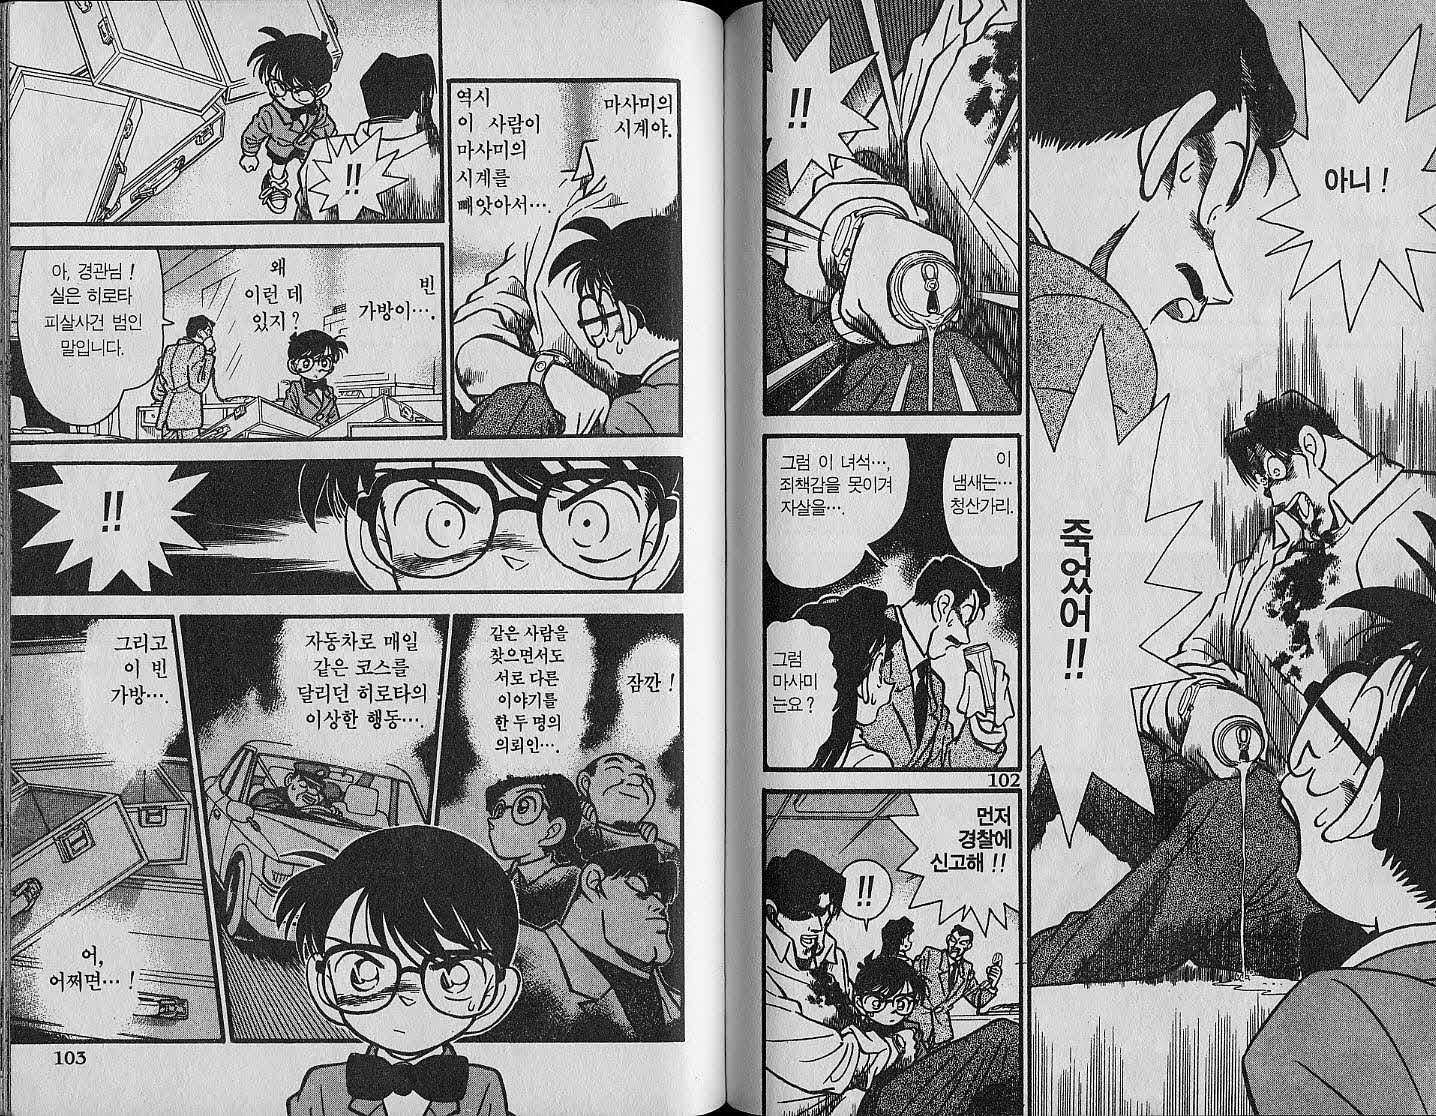 아니 !
죽었어 !!
!!
이
냄새는…
청산가리.
그럼 이 녀석…,
죄책감을 못이겨
자살을….
그럼
마사미
는요 ?
102
먼저
경찰에
신고해 !!
!!
마사미의
시계야.
역시
이 사람이
마사미의
시계를
빼앗아서….
!!
빈
가방이….
왜
이런 데
있지 ?
아, 경관님 !
실은 히로타
피살사건 범인
말입니다.
!!
잠깐 !
같은 사람을
찾으면서도
서로 다른
이야기를
한 두 명의
의뢰인….
자동차로 매일
같은 코스를
달리던 히로타의
이상한 행동….
그리고
이 빈
가방….
어,
어쩌면… !
103